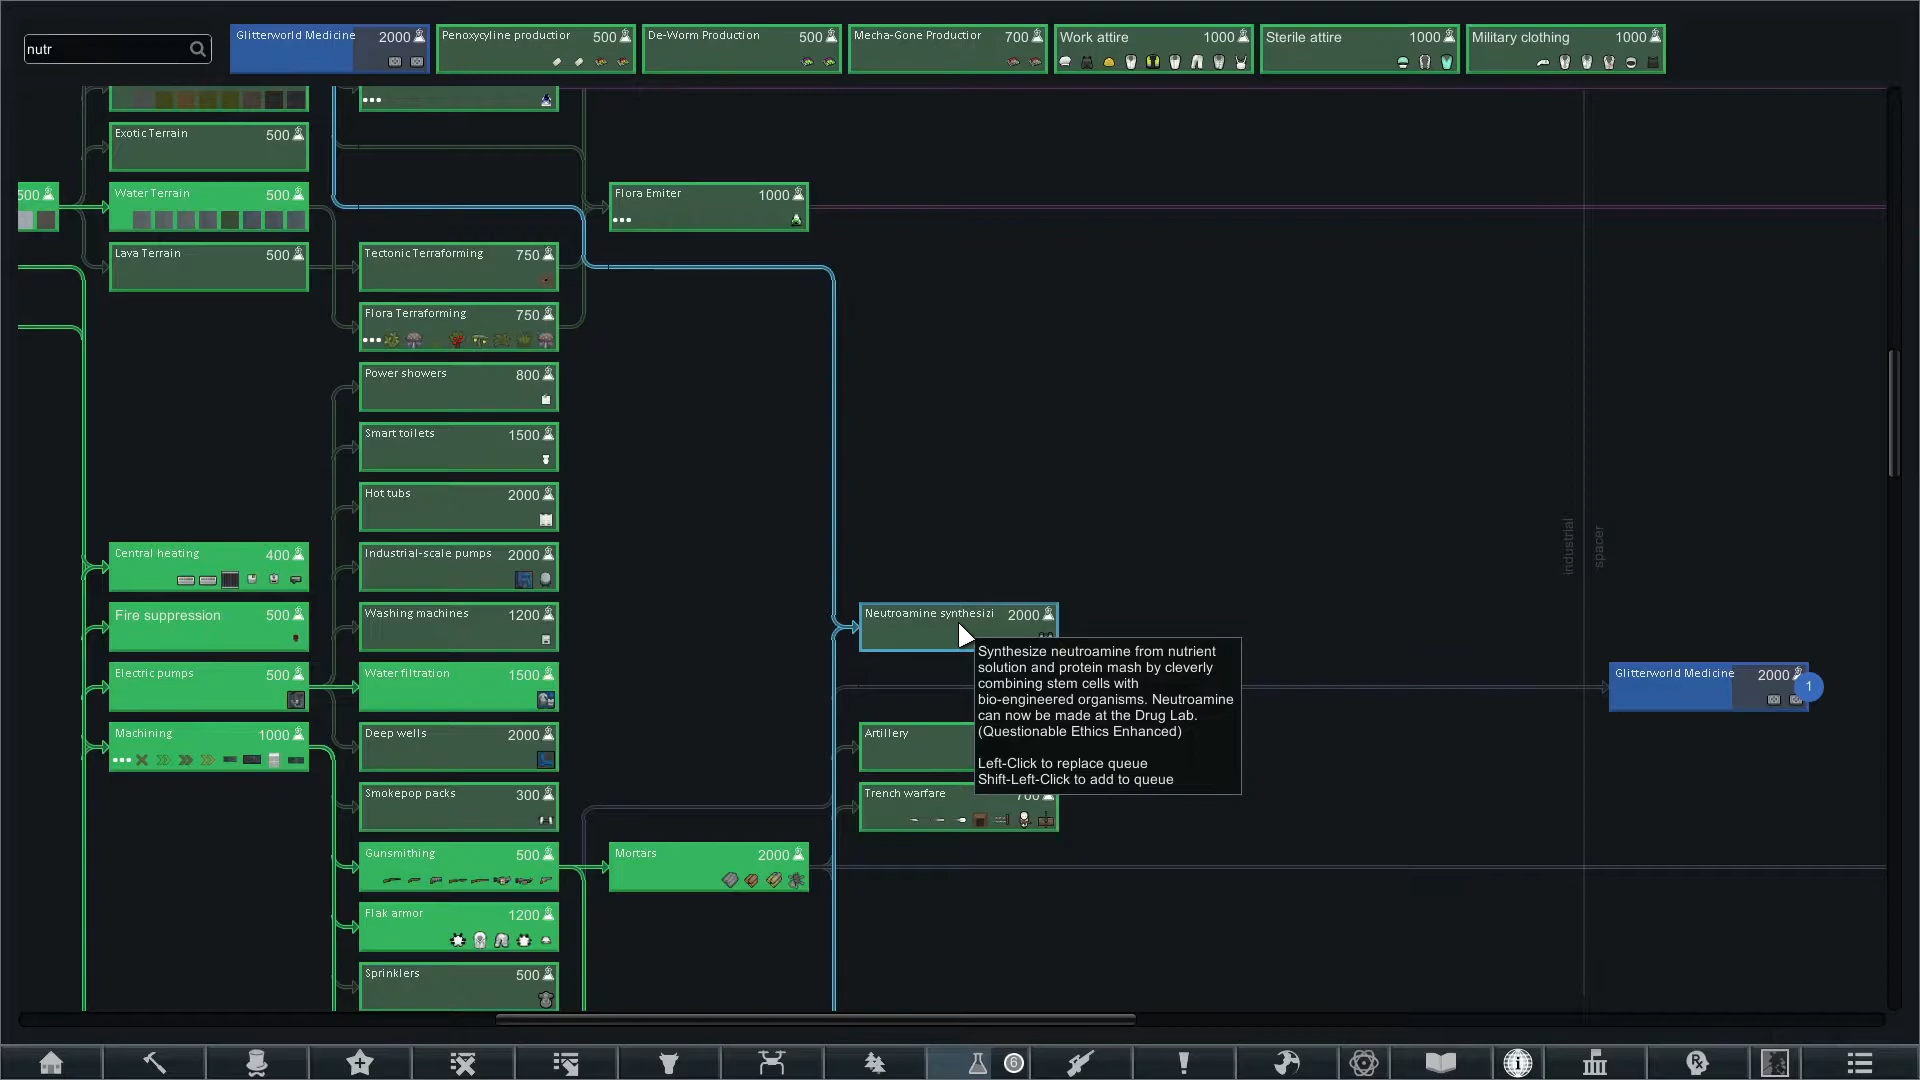 nutr
Glitterworld Medicine 2000
Penoxycyline production 500
De-Worm Production 500
Mecha-Gone Production 700
Work attire 1000
Sterile attire 1000
Military clothing 1000
Exotic Terrain 500
500
Water Terrain 500
Flora Emiter 1000
Lava Terrain 500
Tectonic Terraforming 750
Flora Terraforming 750
Power showers 800
Smart toilets 1500
Hot tubs 2000
industrial
spacer
Central heating 400
Industrial-scale pumps 2000
Fire suppression 500
Washing machines 1200
Neutroamine synthesizi 2000
Synthesize neutroamine from nutrient
solution and protein mash by cleverly
combining stem cells with
bio-engineered organisms. Neutroamine
can now be made at the Drug Lab.
(Questionable Ethics Enhanced)
Left-Click to replace queue
Shift-Left-Click to add to queue
Electric pumps 500
Water filtration 1500
Glitterworld Medicine 2000
1
Machining 1000
Deep wells 2000
Artillery
Smokepop packs 300
Trench warfare 700
Gunsmithing 500
Mortars 2000
Flak armor 1200
Sprinklers 500
6